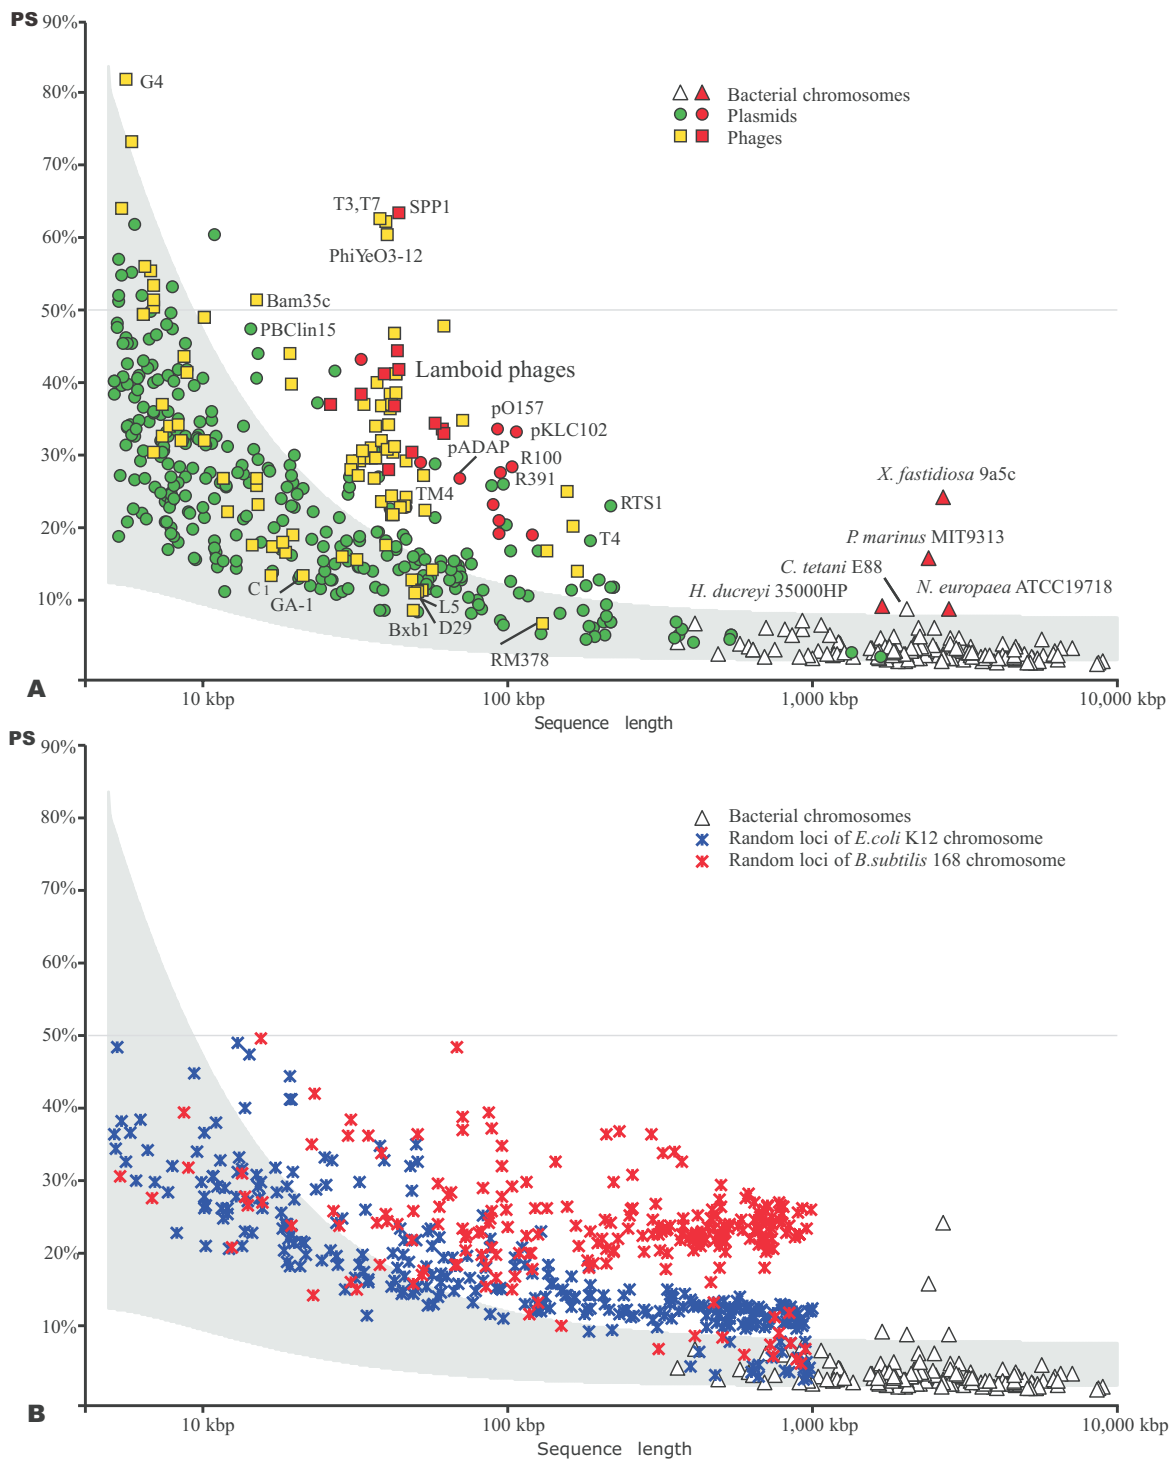 PS
90%
80%
70%
60%
50%
40%
30%
20%
10%
G4
T3,T7
SPP1
PhiYeO3-12
Bam35c
PBClin15
Lamboid phages
pO157
pKLC102
pADAP
R100
R391
TM4
RTS1
T4
C1
GA-1
L5
Bxb1
D29
RM378
Bacterial chromosomes
Plasmids
Phages
X. fastidiosa 9a5c
P. marinus MIT9313
C. tetani E88
H. ducreyi 35000HP
N. europaea ATCC19718
A
10 kbp
100 kbp
1,000 kbp
10,000 kbp
Sequence length
PS
90%
80%
70%
60%
50%
40%
30%
20%
10%
Bacterial chromosomes
Random loci of E.coli K12 chromosome
Random loci of B.subtilis 168 chromosome
B
10 kbp
100 kbp
1,000 kbp
10,000 kbp
Sequence length